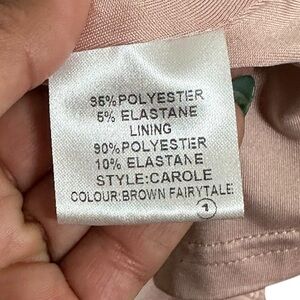 95%POLYESTER
5% ELASTANE
LINING
90%POLYESTER
10% ELASTANE
STYLE:CAROLE
COLOUR:BROWN FAIRYTALE
1